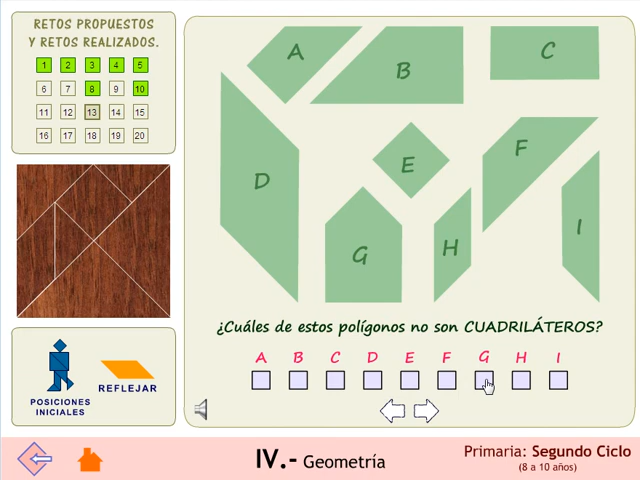 RETOS PROPUESTOS
Y RETOS REALIZADOS.
1 2 3 4 5
6 7 8 9 10
11 12 13 14 15
16 17 18 19 20
A
B
C
D
E
F
G
H
I
¿Cuáles de estos polígonos no son CUADRILÁTEROS?
A B C D E F G H I
POSICIONES
INICIALES
REFLEJAR
IV.- Geometría
Primaria: Segundo Ciclo
(8 a 10 años)